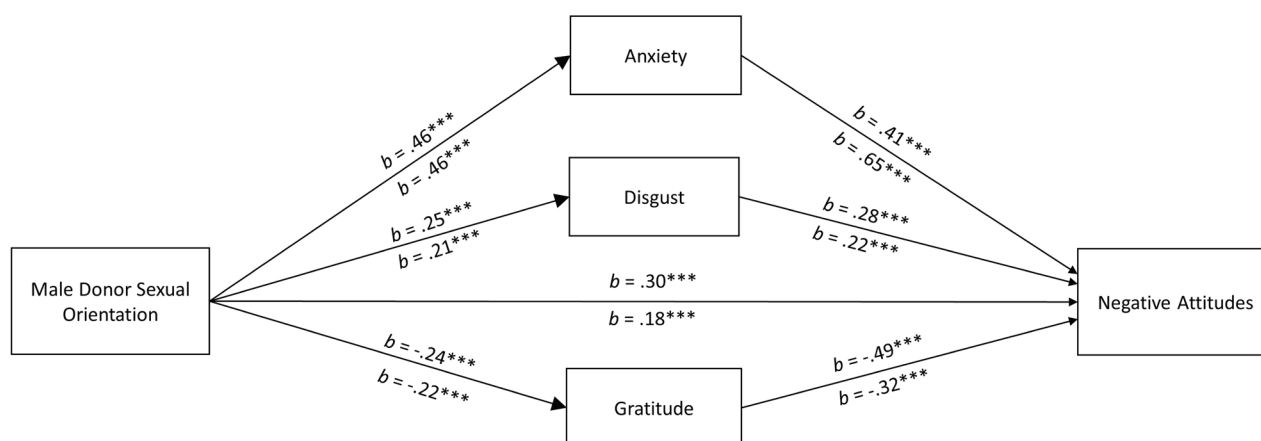 Anxiety
b = .46***
b = .46***
b = .41***
b = .65***
Disgust
b = .25***
b = .21***
b = .28***
b = .22***
Male Donor Sexual
Orientation
b = .30***
b = .18***
Negative Attitudes
b = -.24***
b = -.22***
b = -.49***
b = -.32***
Gratitude